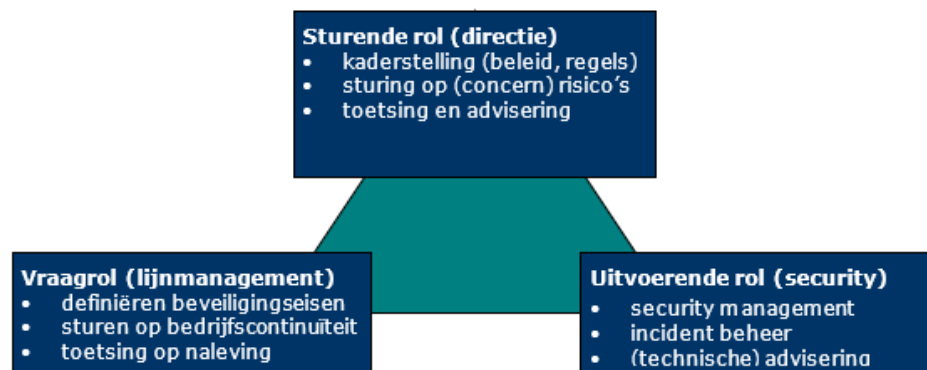 Sturende rol (directie)
• kaderstelling (beleid, regels)
• sturing op (concern) risico's
• toetsing en advisering
Vraagrol (lijnmanagement)
• definiëren beveiligingseisen
• sturen op bedrijfscontinuïteit
• toetsing op naleving
Uitvoerende rol (security)
• security management
• incident beheer
• (technische) advisering